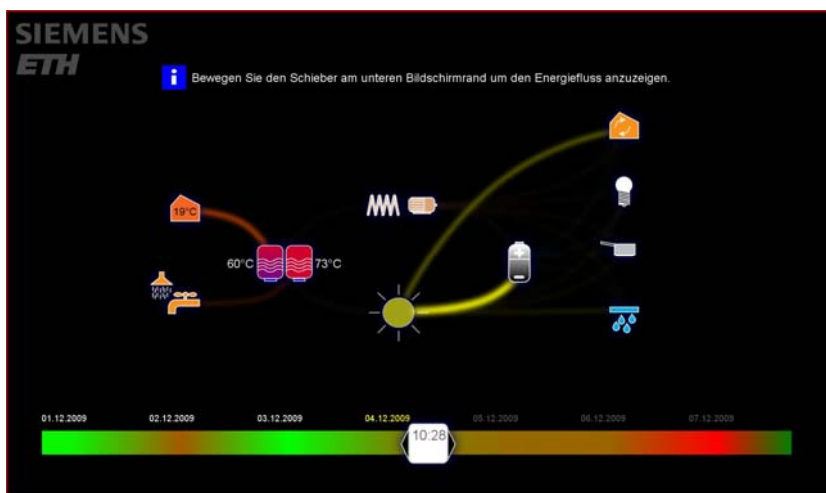 SIEMENS
ETH
i Bewegen Sie den Schieber am unteren Bildschirmrand um den Energiefluss anzuzeigen.
19°C
60°C 73°C
01.12.2009 02.12.2009 03.12.2009 04.12.2009 05.12.2009 06.12.2009 07.12.2009
10:28